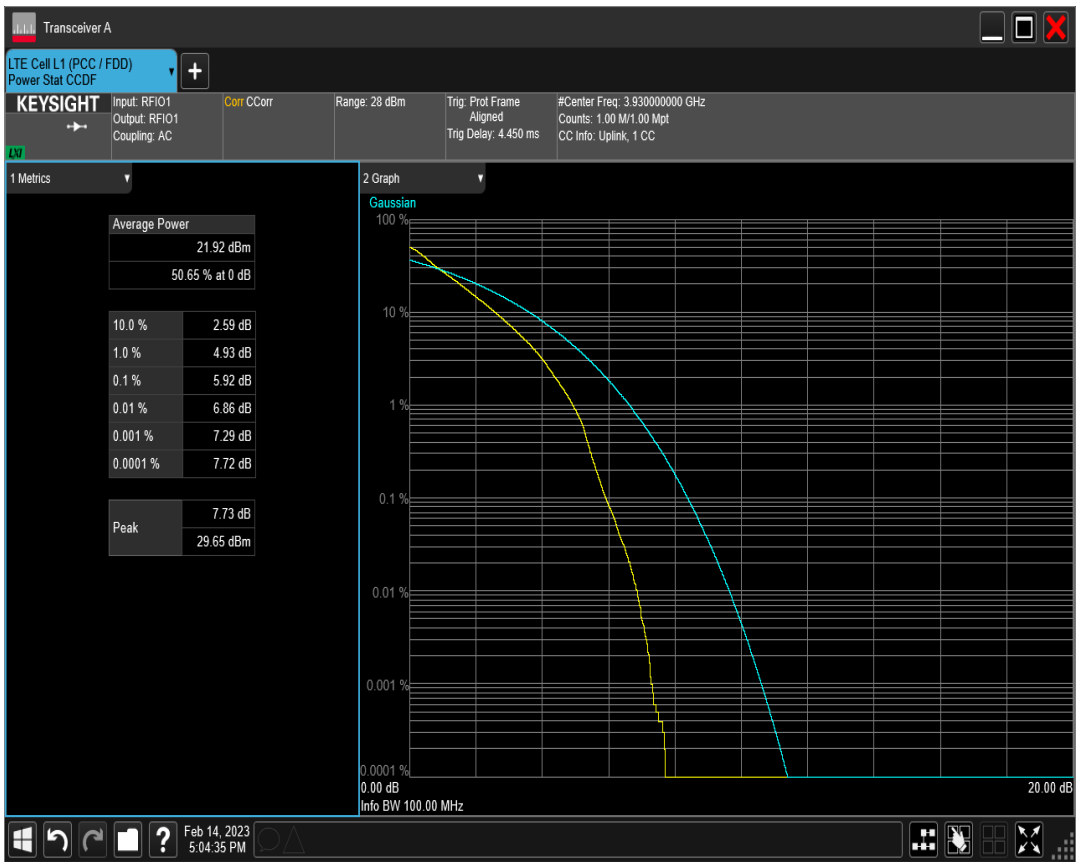 Transceiver A
LTE Cell L1 (PCC / FDD)
Power Stat CCDF
KEYSIGHT
LXI
Input: RFIO1
Output: RFIO1
Coupling: AC
Corr CCorr
Range: 28 dBm
Trig: Prot Frame
Aligned
Trig Delay: 4.450 ms
#Center Freq: 3.930000000 GHz
Counts: 1.00 M/1.00 Mpt
CC Info: Uplink, 1 CC
1 Metrics
Average Power
21.92 dBm
50.65 % at 0 dB
10.0 % 2.59 dB
1.0 % 4.93 dB
0.1 % 5.92 dB
0.01 % 6.86 dB
0.001 % 7.29 dB
0.0001 % 7.72 dB
Peak 7.73 dB
29.65 dBm
2 Graph
Gaussian
100 %
10 %
1 %
0.1 %
0.01 %
0.001 %
0.0001 %
0.00 dB 20.00 dB
Info BW 100.00 MHz
? Feb 14, 2023
5:04:35 PM